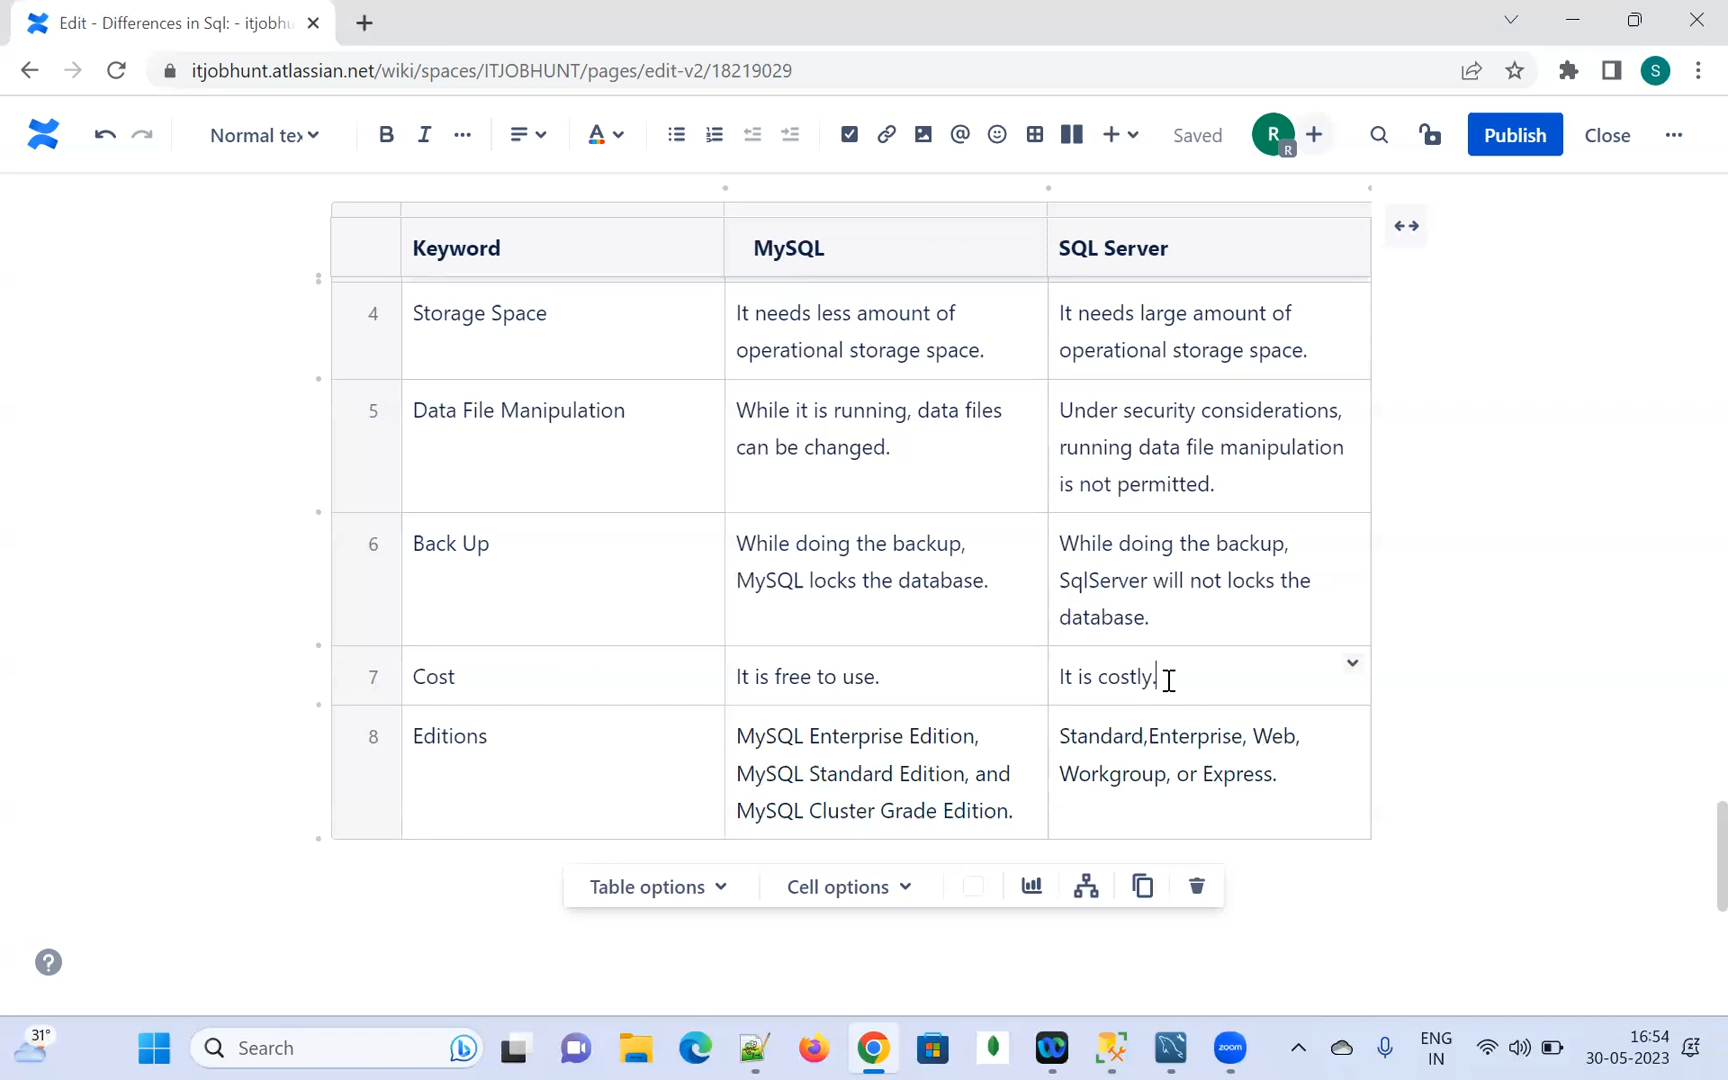 Edit - Differences in Sql: - itjobhu
itjobhunt.atlassian.net/wiki/spaces/ITJOBHUNT/pages/edit-v2/18219029
S
Normal tex
B
I
A
Saved
R
R
Publish
Close
Keyword
MySQL
SQL Server
4
Storage Space
It needs less amount of
operational storage space.
It needs large amount of
operational storage space.
5
Data File Manipulation
While it is running, data files
can be changed.
Under security considerations,
running data file manipulation
is not permitted.
6
Back Up
While doing the backup,
MySQL locks the database.
While doing the backup,
SqlServer will not locks the
database.
7
Cost
It is free to use.
It is costly.
8
Editions
MySQL Enterprise Edition,
MySQL Standard Edition, and
MySQL Cluster Grade Edition.
Standard,Enterprise, Web,
Workgroup, or Express.
Table options
Cell options
31°
Search
zoom
ENG
IN
16:54
30-05-2023